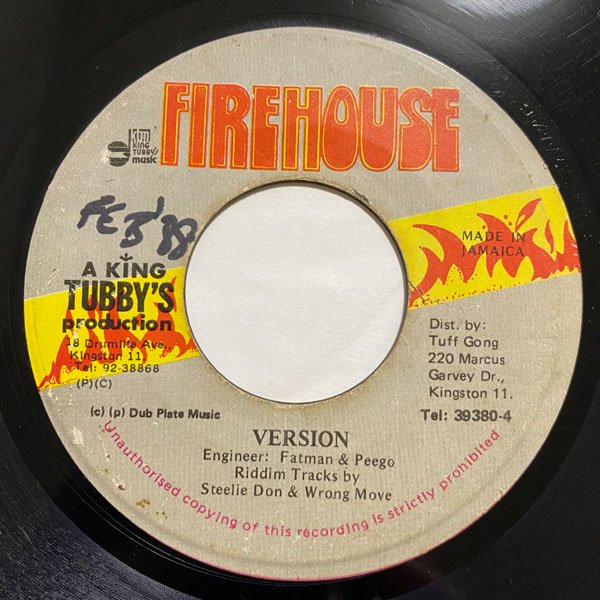 FIREHOUSE
KTM
KING
TUBBY'S
music
FEB '88
A KING
TUBBY'S
production
18 Drumilie Ave.,
Kingston 11.
Tel: 92-38868
(P)(C)
MADE IN
JAMAICA
Dist. by:
Tuff Gong
220 Marcus
Garvey Dr.,
Kingston 11.
Tel: 39380-4
(c) (p) Dub Plate Music
VERSION
Engineer: Fatman & Peego
Riddim Tracks by
Steelie Don & Wrong Move
Unauthorised copying of this recording is strictly prohibited